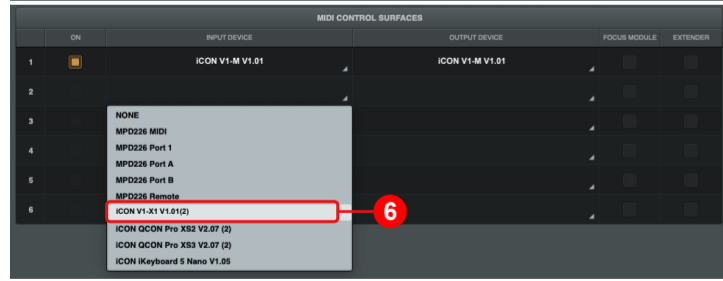 MIDI CONTROL SURFACES
ON INPUT DEVICE OUTPUT DEVICE FOCUS MODULE EXTENDER
1 iCON V1-M V1.01 iCON V1-M V1.01
2
3
4
5
6
NONE
MPD226 MIDI
MPD226 Port 1
MPD226 Port A
MPD226 Port B
MPD226 Remote
iCON V1-X1 V1.01(2) 6
iCON QCON Pro XS2 V2.07 (2)
iCON QCON Pro XS3 V2.07 (2)
iCON iKeyboard 5 Nano V1.05